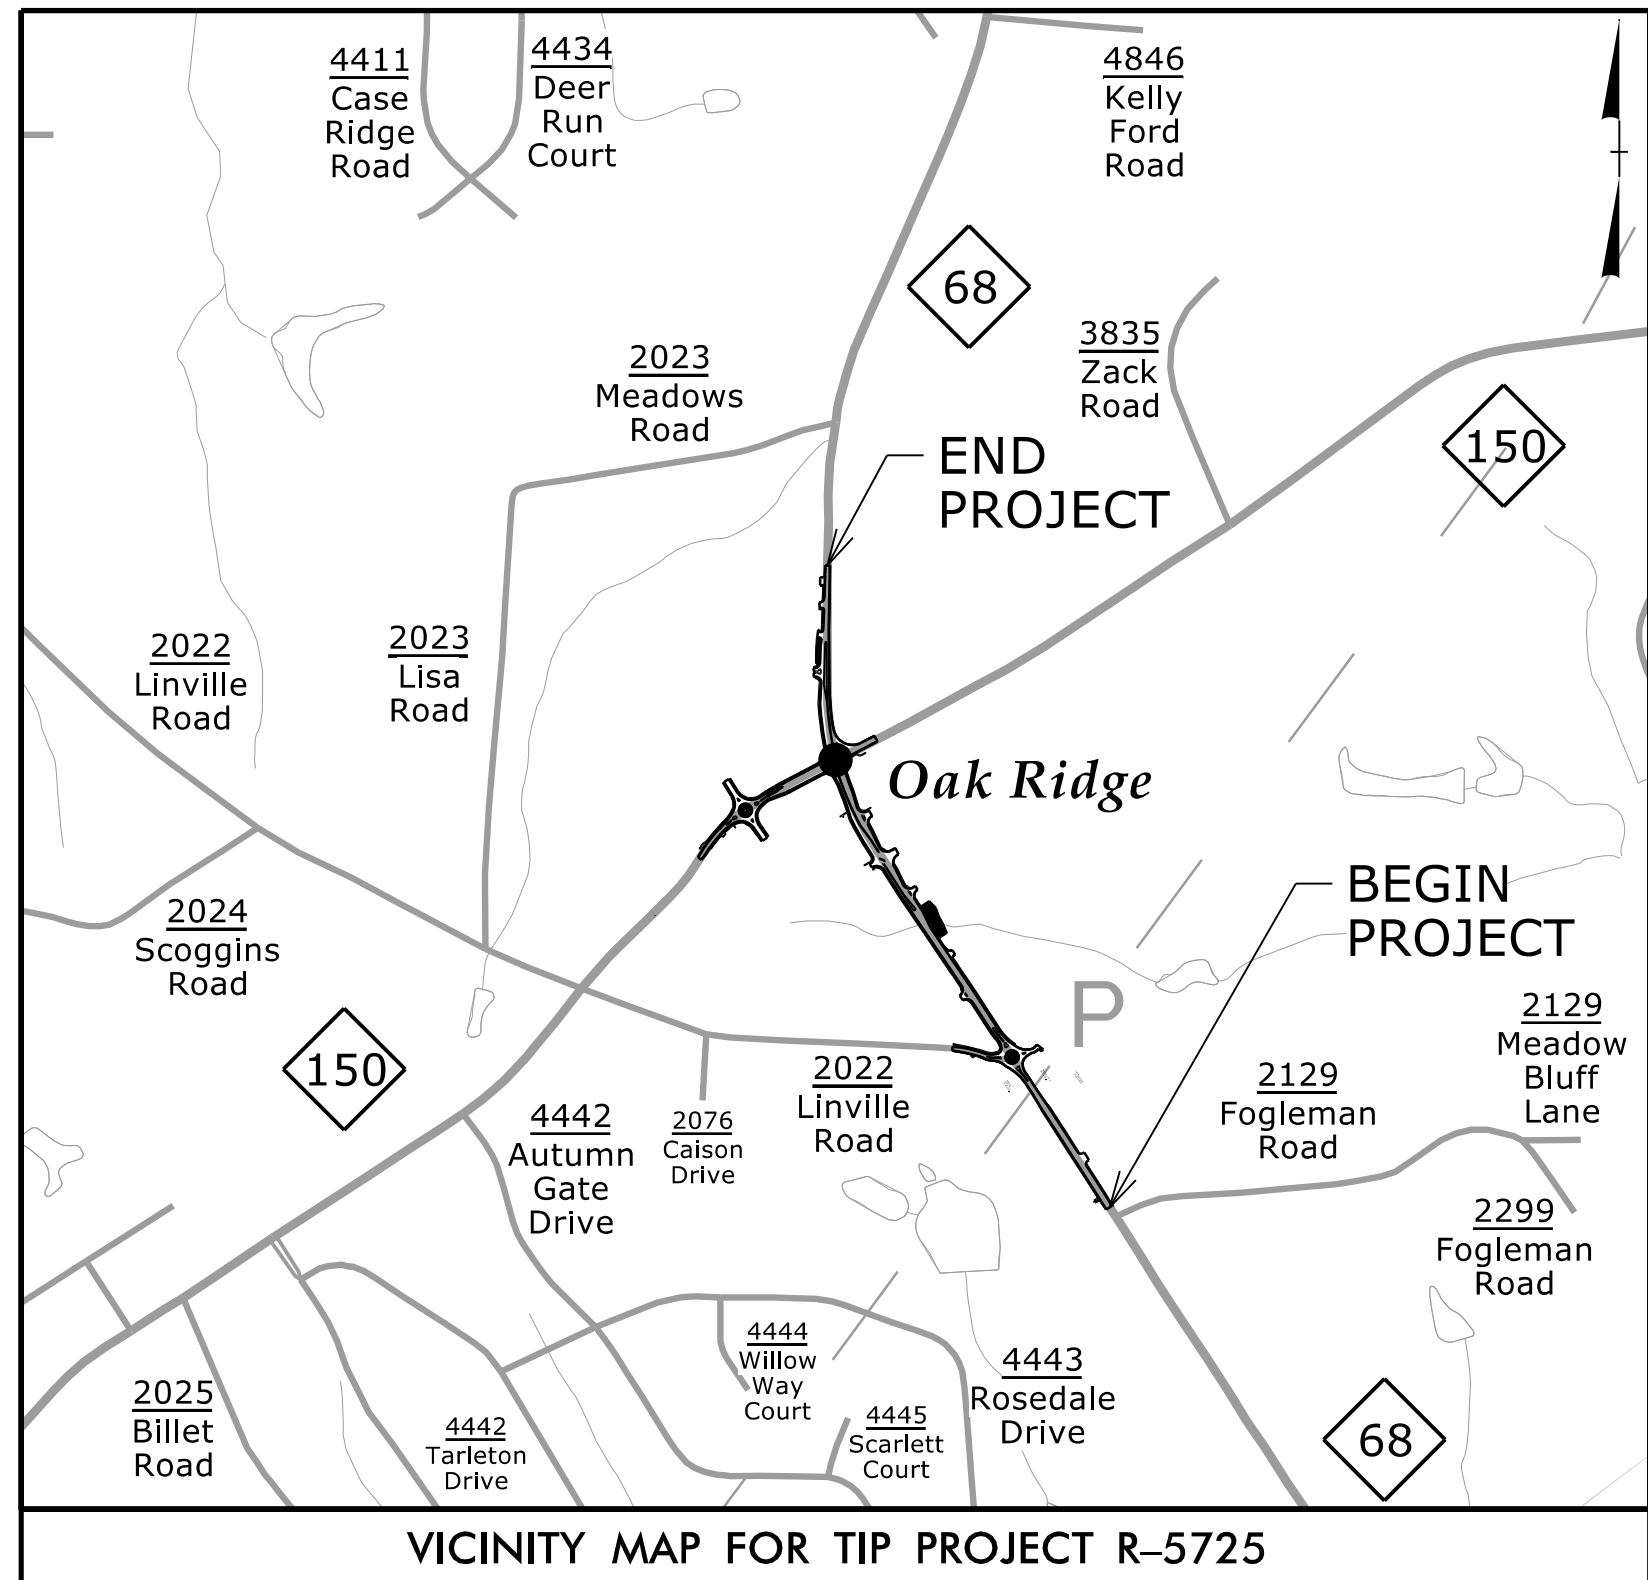 4411
Case
Ridge
Road
4434
Deer
Run
Court
4846
Kelly
Ford
Road
68
2023
Meadows
Road
3835
Zack
Road
150
END
PROJECT
2022
Linville
Road
2023
Lisa
Road
Oak Ridge
2024
Scoggins
Road
BEGIN
PROJECT
P
150
2022
Linville
Road
2129
Meadow
Bluff
Lane
2129
Fogleman
Road
4442
Autumn
Gate
Drive
2076
Caison
Drive
2299
Fogleman
Road
4444
Willow
Way
Court
4443
Rosedale
Drive
2025
Billet
Road
4442
Tarleton
Drive
4445
Scarlett
Court
68
VICINITY MAP FOR TIP PROJECT R–5725